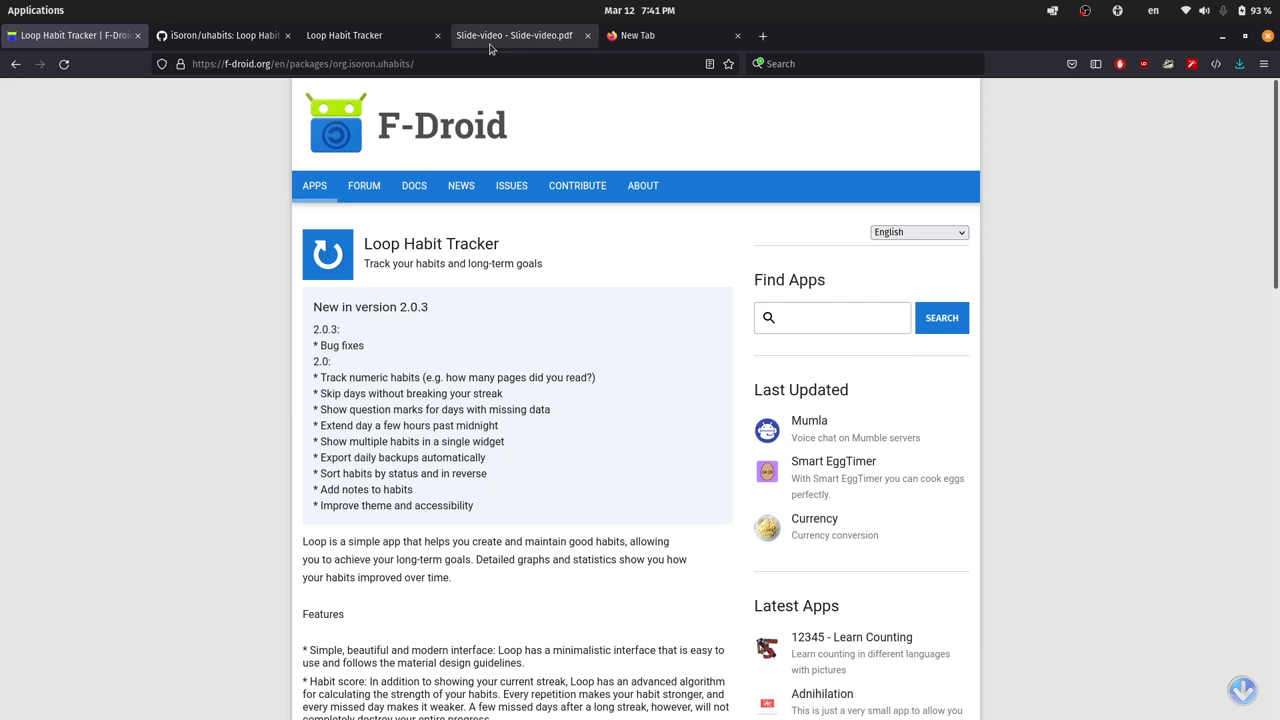 Applications
Mar 12 7:41 PM
en
93 %
Loop Habit Tracker | F-Droi
iSoron/uhabits: Loop Habit
Loop Habit Tracker
Slide-video - Slide-video.pdf
New Tab
https://f-droid.org/en/packages/org.isoron.uhabits/
Search
F-Droid
APPS
FORUM
DOCS
NEWS
ISSUES
CONTRIBUTE
ABOUT
Loop Habit Tracker
Track your habits and long-term goals
New in version 2.0.3
2.0.3:
* Bug fixes
2.0:
* Track numeric habits (e.g. how many pages did you read?)
* Skip days without breaking your streak
* Show question marks for days with missing data
* Extend day a few hours past midnight
* Show multiple habits in a single widget
* Export daily backups automatically
* Sort habits by status and in reverse
* Add notes to habits
* Improve theme and accessibility
Loop is a simple app that helps you create and maintain good habits, allowing
you to achieve your long-term goals. Detailed graphs and statistics show you how
your habits improved over time.
Features
* Simple, beautiful and modern interface: Loop has a minimalistic interface that is easy to
use and follows the material design guidelines.
* Habit score: In addition to showing your current streak, Loop has an advanced algorithm
for calculating the strength of your habits. Every repetition makes your habit stronger, and
every missed day makes it weaker. A few missed days after a long streak, however, will not
completely destroy your entire progress.
English
Find Apps
SEARCH
Last Updated
Mumla
Voice chat on Mumble servers
Smart EggTimer
With Smart EggTimer you can cook eggs
perfectly.
Currency
Currency conversion
Latest Apps
12345 - Learn Counting
Learn counting in different languages
with pictures
Adnihilation
This is just a very small app to allow you